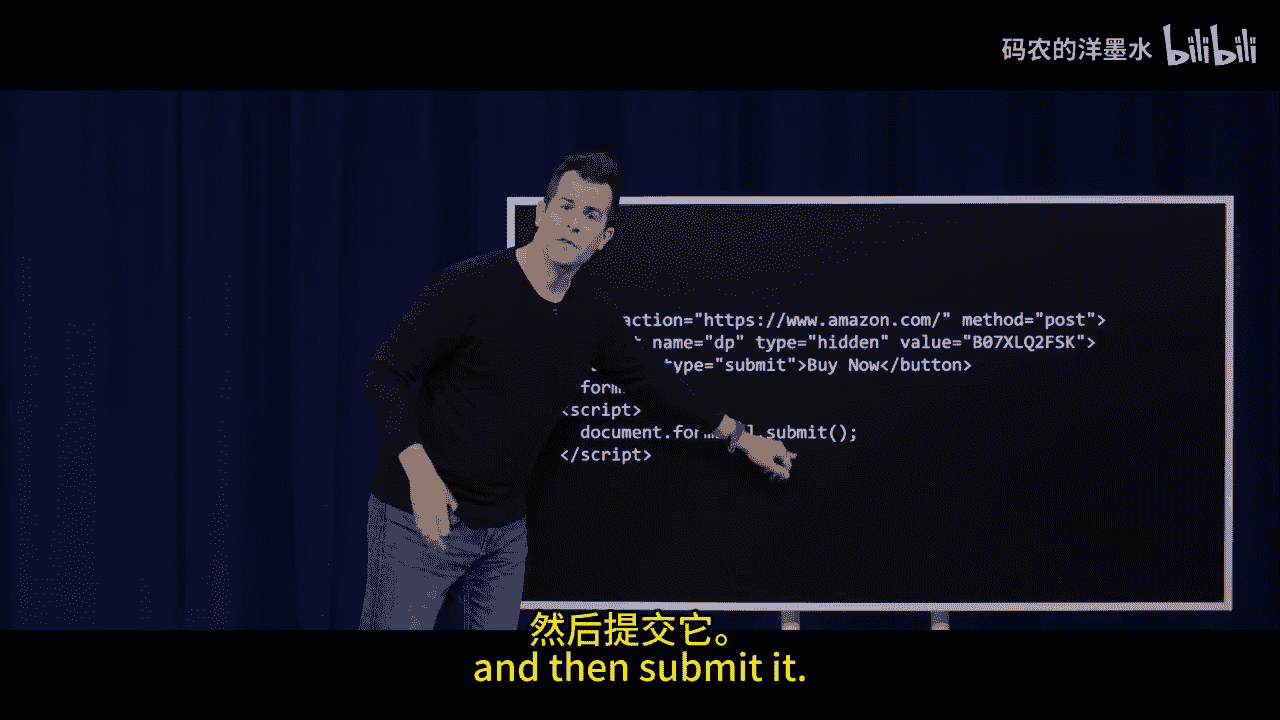 码农的洋墨水 bilibili
action="https://www.amazon.com/" method="post">
name="dp" type="hidden" value="B07XLQ2FSK">
type="submit">Buy Now</button>
form
<script>
document.for .submit();
</script>
然后提交它。
and then submit it.